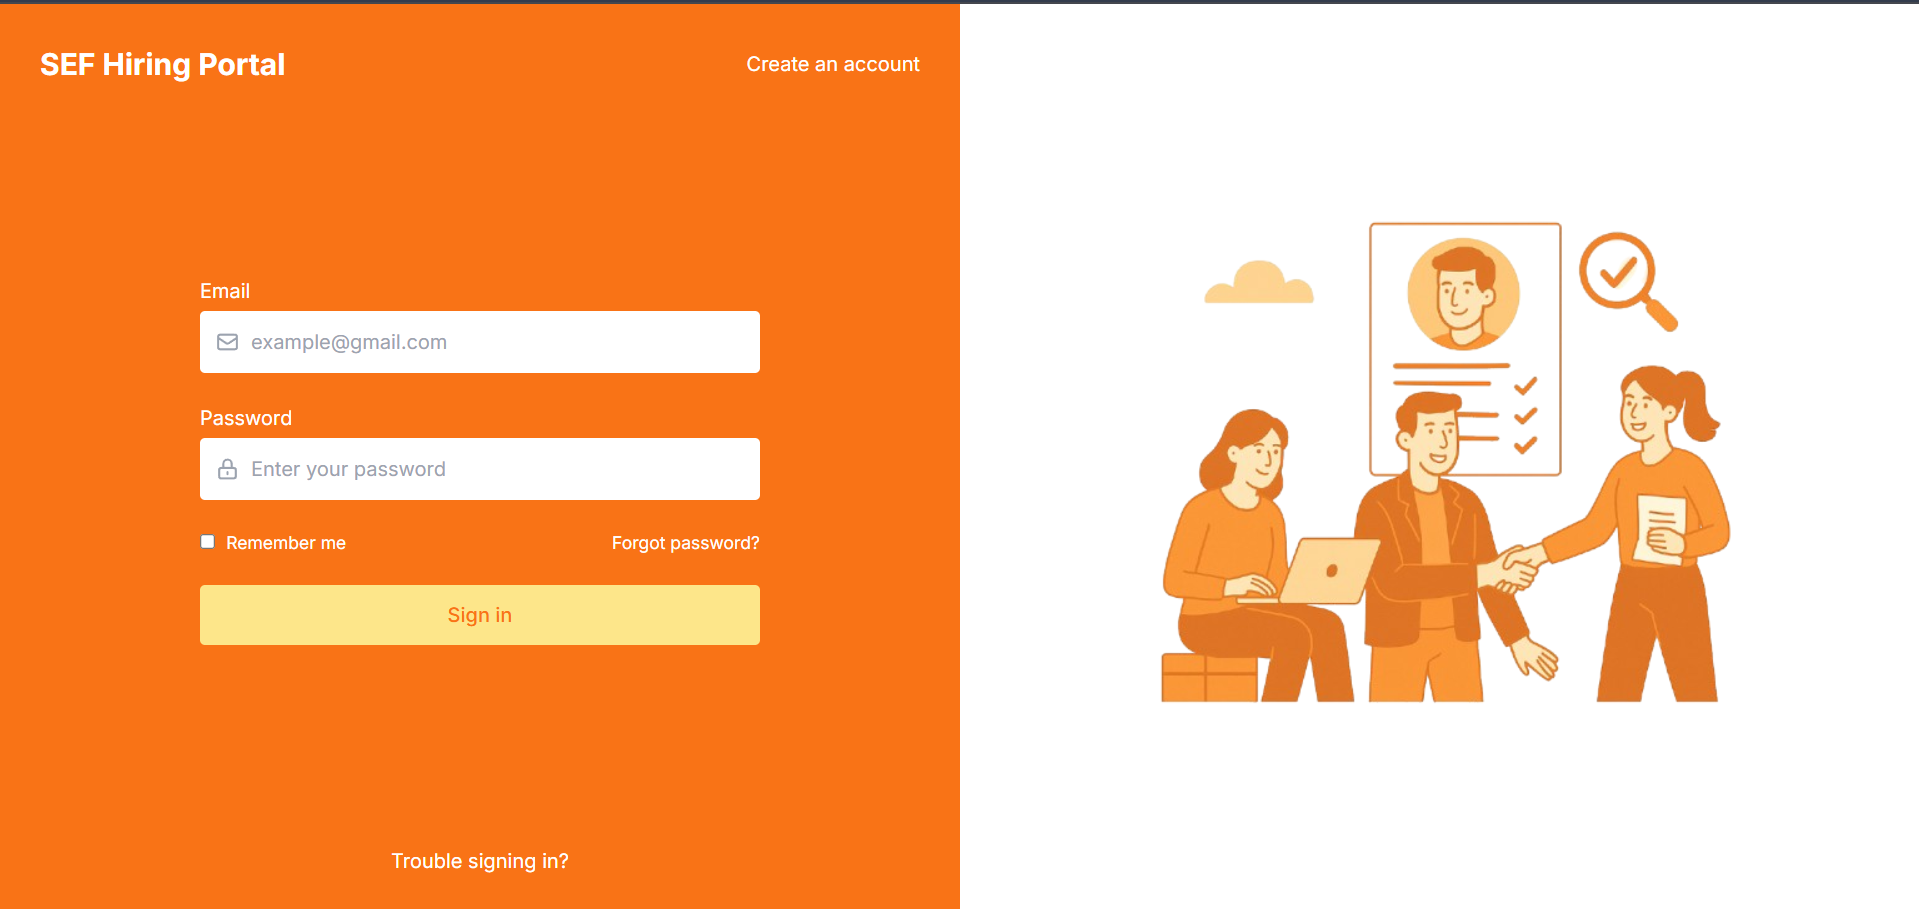 SEF Hiring Portal
Create an account
Email
example@gmail.com
Password
Enter your password
Remember me
Forgot password?
Sign in
Trouble signing in?